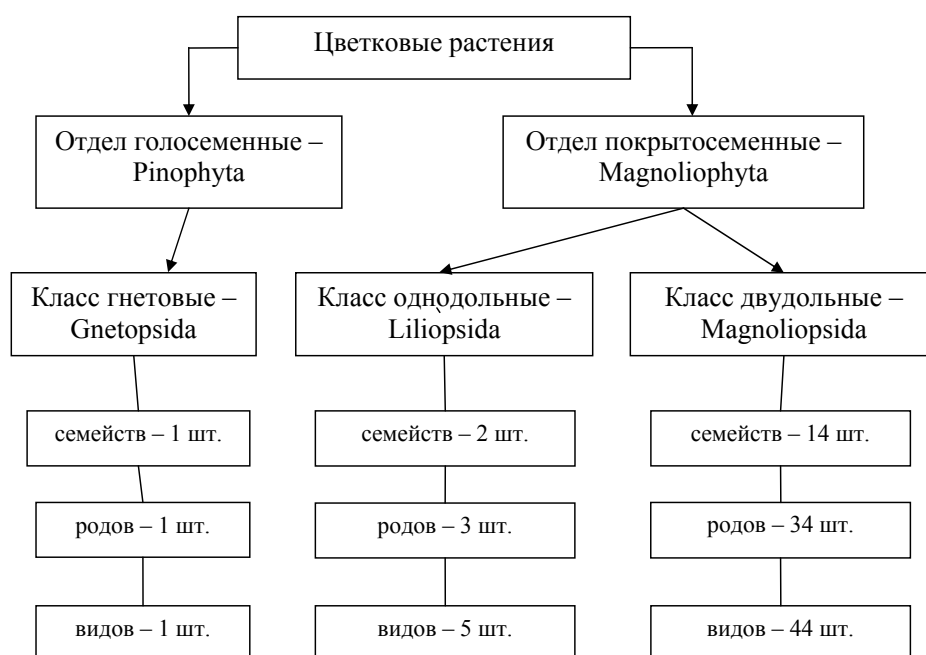 Цветковые растения
Отдел голосеменные –
Pinophyta
Отдел покрытосеменные –
Magnoliophyta
Класс гнетовые –
Gnetopsida
Класс однодольные –
Liliopsida
Класс двудольные –
Magnoliopsida
семейств – 1 шт.
семейств – 2 шт.
семейств – 14 шт.
родов – 1 шт.
родов – 3 шт.
родов – 34 шт.
видов – 1 шт.
видов – 5 шт.
видов – 44 шт.